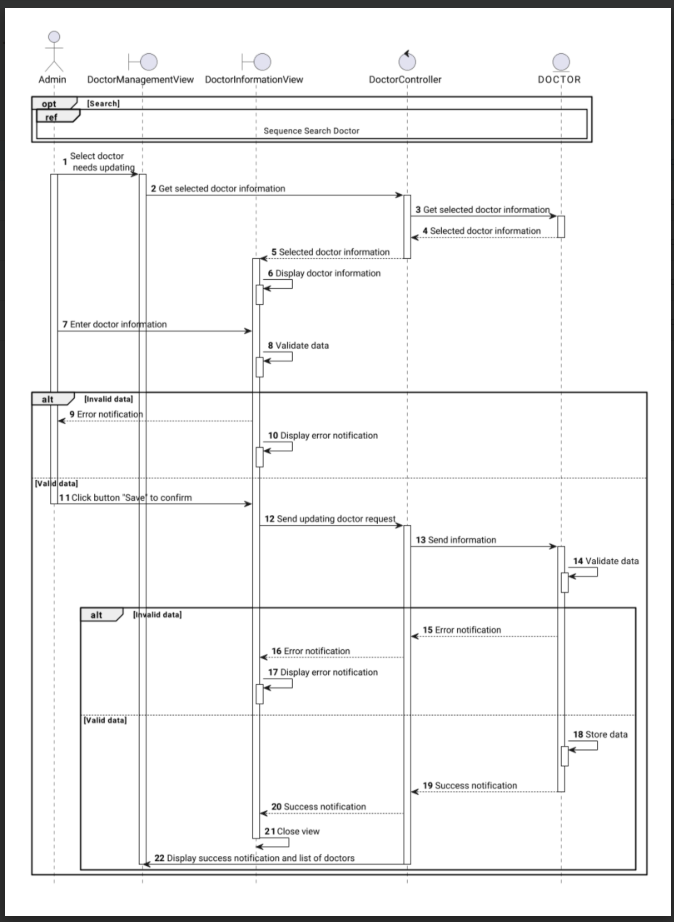 Admin
DoctorManagementView
DoctorInformationView
DoctorController
DOCTOR
opt [Search]
ref
Sequence Search Doctor
1 Select doctor
needs updating
2 Get selected doctor information
3 Get selected doctor information
4 Selected doctor information
5 Selected doctor information
6 Display doctor information
7 Enter doctor information
8 Validate data
alt [Invalid data]
9 Error notification
10 Display error notification
[Valid data]
11 Click button "Save" to confirm
12 Send updating doctor request
13 Send information
14 Validate data
alt [Invalid data]
15 Error notification
16 Error notification
17 Display error notification
[Valid data]
18 Store data
19 Success notification
20 Success notification
21 Close view
22 Display success notification and list of doctors